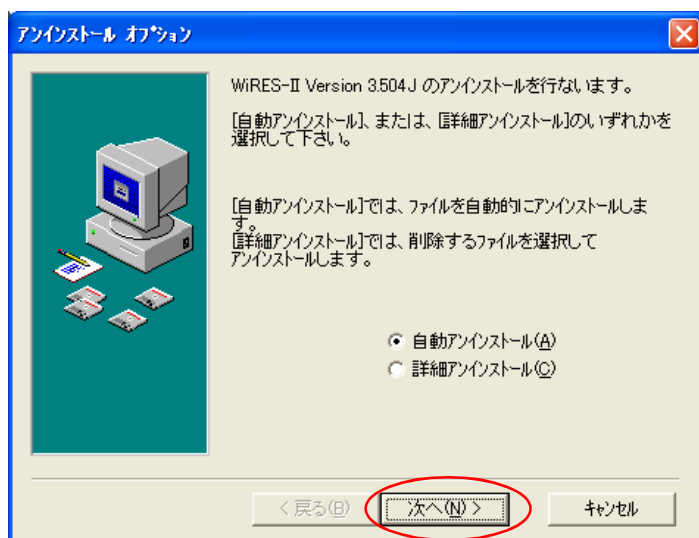 アンインストール オプション
WiRES-II Version 3.504J のアンインストールを行ないます。
[自動アンインストール]、または、[詳細アンインストール]のいずれかを
選択して下さい。
[自動アンインストール]では、ファイルを自動的にアンインストールしま
す。
[詳細アンインストール]では、削除するファイルを選択して
アンインストールします。
自動アンインストール(A)
詳細アンインストール(C)
< 戻る(B)
次へ(N) >
キャンセル